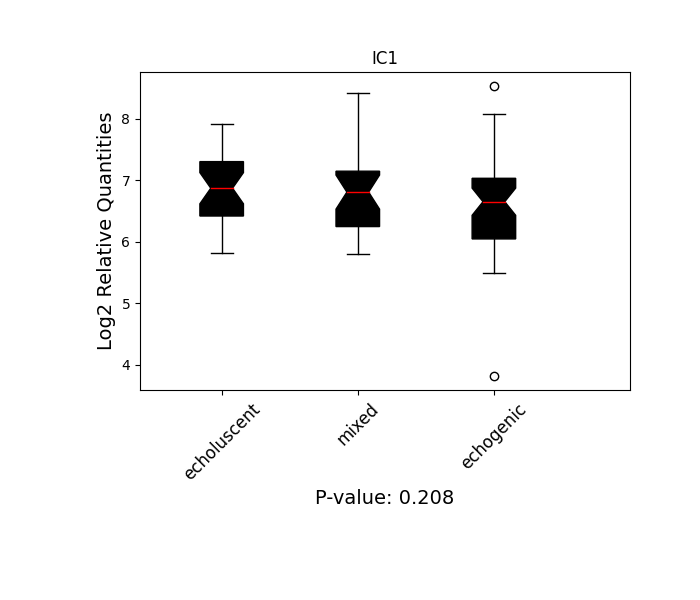 IC1
Log2 Relative Quantities
8
7
6
5
4
echoluscent
mixed
echogenic
P-value: 0.208